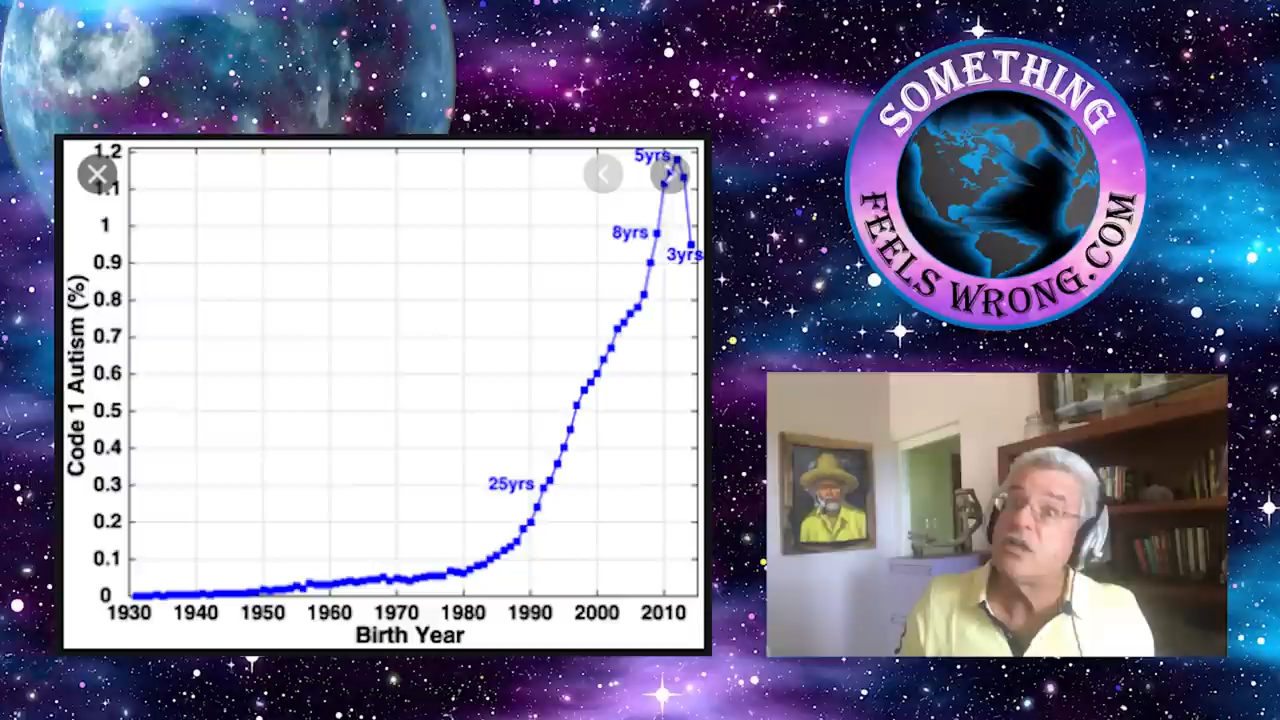 SOMETHING
FEELS WRONG.COM
1.2
1.1
1
0.9
0.8
0.7
0.6
0.5
0.4
0.3
0.2
0.1
0
Code 1 Autism (%)
5yrs
8yrs
3yrs
25yrs
1930 1940 1950 1960 1970 1980 1990 2000 2010
Birth Year